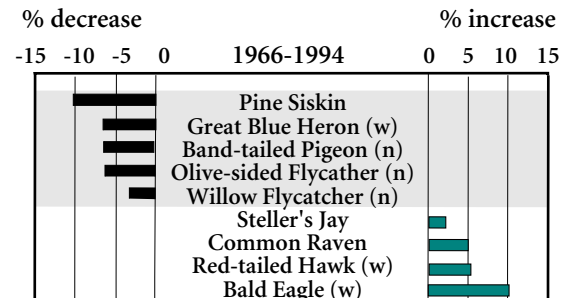 % decrease % increase
-15 -10 -5 0 1966-1994 0 5 10 15
Pine Siskin
Great Blue Heron (w)
Band-tailed Pigeon (n)
Olive-sided Flycather (n)
Willow Flycatcher (n)
Steller's Jay
Common Raven
Red-tailed Hawk (w)
Bald Eagle (w)